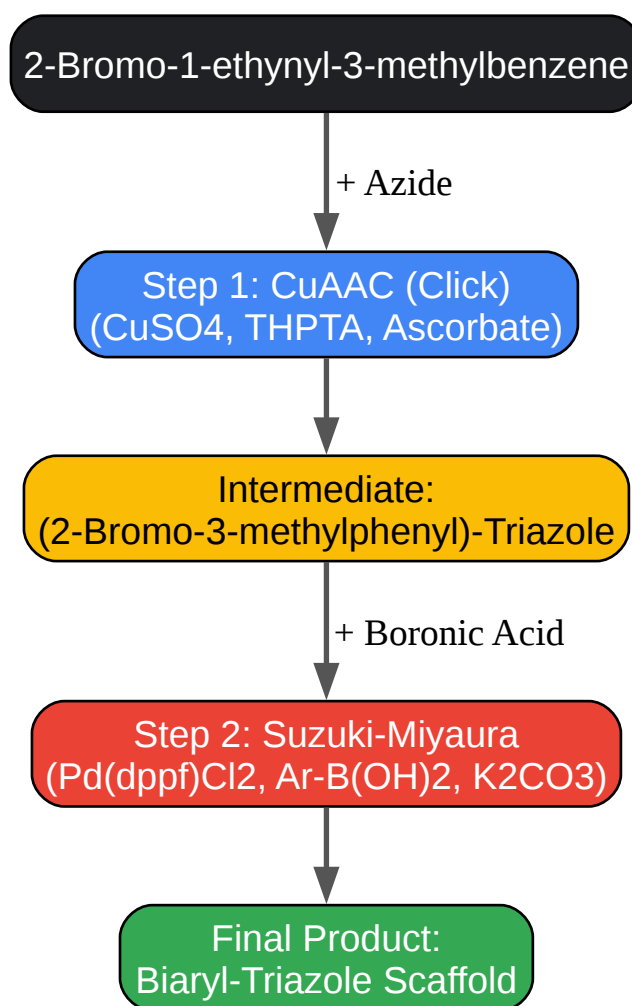 2-Bromo-1-ethynyl-3-methylbenzene
+ Azide
Step 1: CuAAC (Click)
(CuSO4, THPTA, Ascorbate)
Intermediate:
(2-Bromo-3-methylphenyl)-Triazole
+ Boronic Acid
Step 2: Suzuki-Miyaura
(Pd(dppf)Cl2, Ar-B(OH)2, K2CO3)
Final Product:
Biaryl-Triazole Scaffold